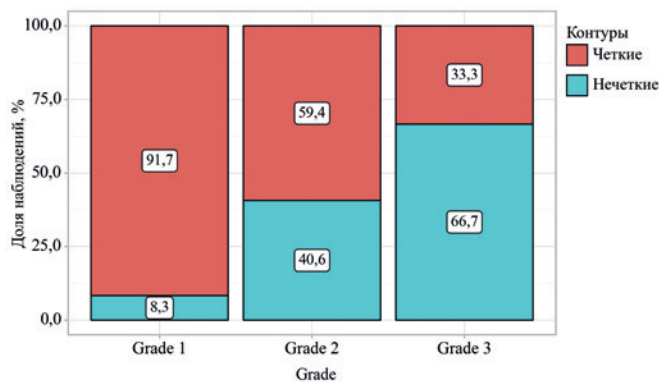 Доля наблюдений, %
100,0
75,0
50,0
25,0
0,0
91,7
8,3
59,4
40,6
33,3
66,7
Grade 1
Grade 2
Grade 3
Grade
Контуры
Четкие
Нечеткие